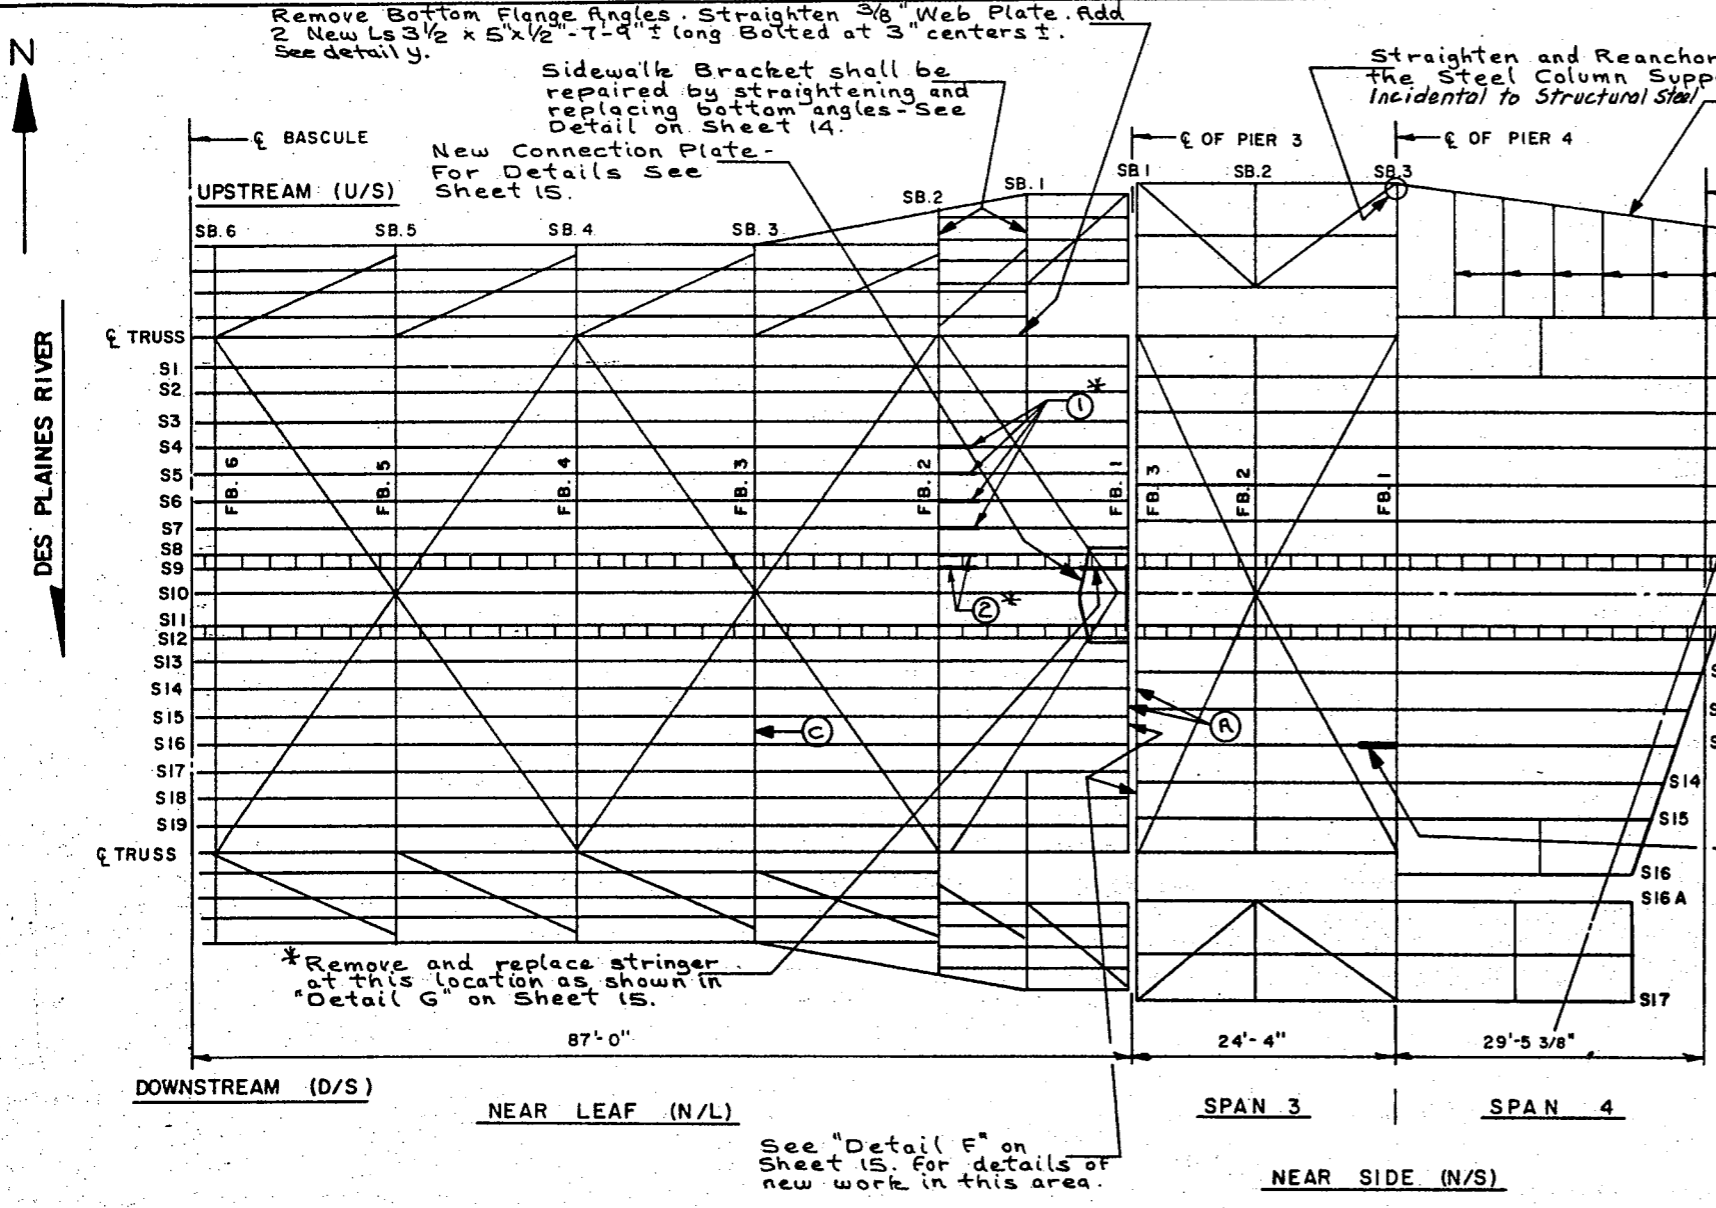 Remove Bottom Flange Angles. Straighten 3/8" Web Plate. Add
2 New Ls 3 1/2 x 5"x 1/2"-7'-9"± long Bolted at 3" centers ±.
See detail y.
N
Sidewalk Bracket shall be
repaired by straightening and
replacing bottom angles-See
Detail on Sheet 14.
Straighten and Reanchor
the Steel Column
Incidental to Structural Steel
℄ BASCULE
New Connection Plate-
For Details See
Sheet 15.
℄ OF PIER 3
℄ OF PIER 4
UPSTREAM (U/S)
SB.6
SB.5
SB.4
SB.3
SB.2
SB.1
SB1
SB.2
SB.3
DES PLAINES RIVER
℄ TRUSS
S1
S2
S3
S4
S5
S6
S7
S8
S9
S10
S11
S12
S13
S14
S15
S16
S17
S18
S19
℄ TRUSS
FB. 6
FB. 5
FB. 4
FB. 3
FB. 2
FB. 1
FB. 3
FB. 2
FB. 1
1 *
2 *
C
A
S14
S15
S16
S16 A
S17
*Remove and replace stringer
at this location as shown in
"Detail G" on Sheet 15.
87'-0"
24'-4"
29'-5 3/8"
DOWNSTREAM (D/S)
NEAR LEAF (N/L)
SPAN 3
SPAN 4
See "Detail F" on
Sheet 15. for details of
new work in this area.
NEAR SIDE (N/S)